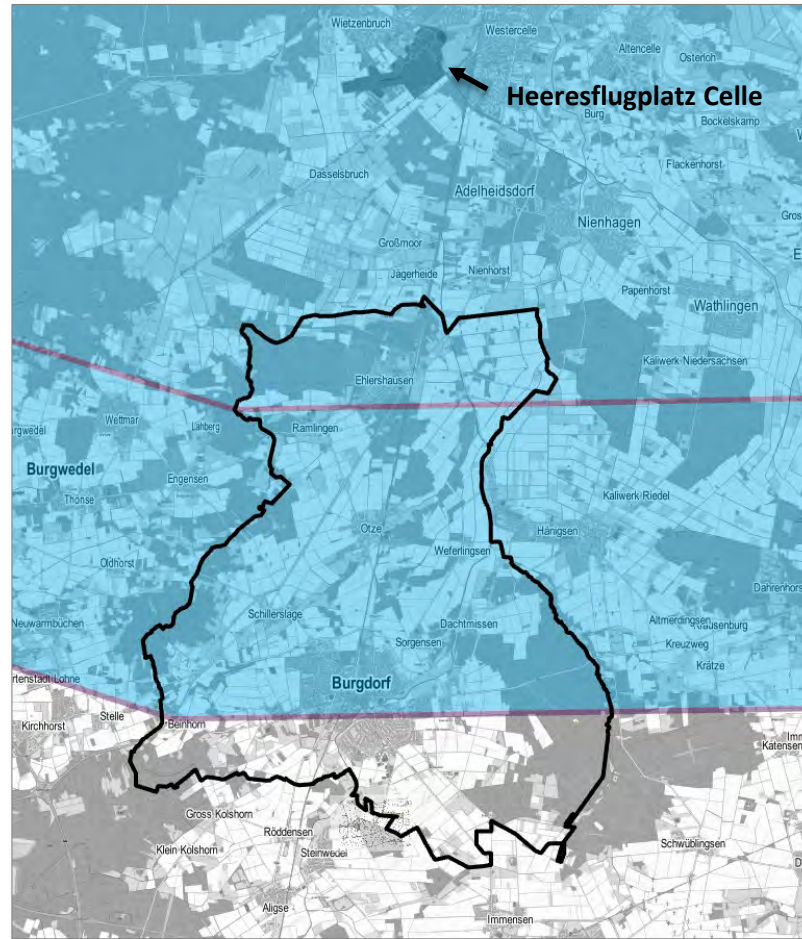 Wietzenbruch
Westercelle
Altencelle
Osterloh
Heeresflugplatz Celle
Burg
Bockelskamp
Dasselsbruch
Flackenhorst
Adelheidsdorf
Nienhagen
Großmoor
Jägerheide
Nienhorst
Papenhorst
Wathlingen
Ehlershausen
Kaliwerk Niedersachsen
Wettmar
Lahberg
Ramlingen
Burgwedel
Engensen
Thönse
Kaliwerk Riedel
Otze
Hänigsen
Weferlingsen
Oldhorst
Schillerslage
Dachtmissen
Neuwarmbüchen
Altmerdingsen
Sorgensen
Kreuzweg
Krätze
Burgdorf
Stelle
Kirchhorst
Beinhorn
Katensen
Gross Kolshorn
Röddensen
Klein Kolshorn
Steinwedel
Schwüblingsen
Aligse
Immensen